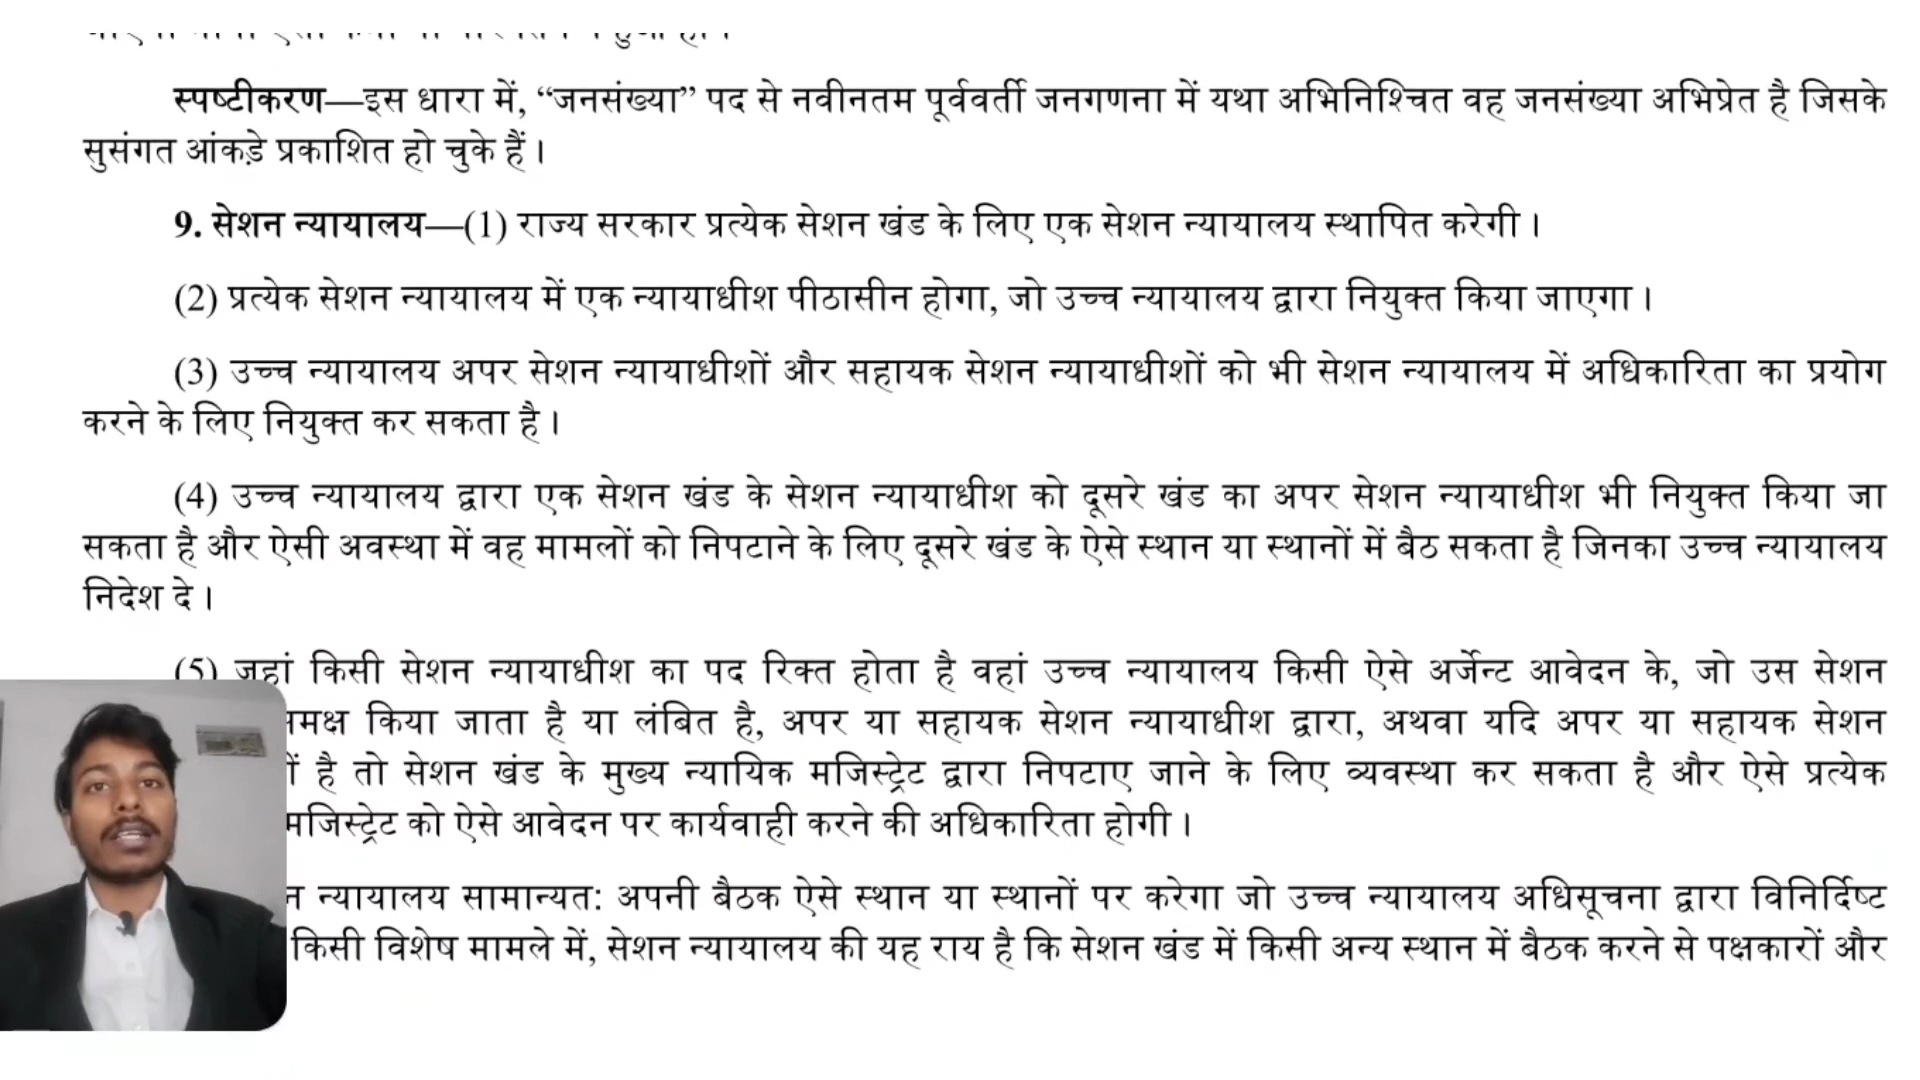 स्पष्टीकरण—इस धारा में, “जनसंख्या” पद से नवीनतम पूर्ववर्ती जनगणना में यथा अभिनिश्चित वह जनसंख्या अभिप्रेत है जिसके
सुसंगत आंकड़े प्रकाशित हो चुके हैं ।
9. सेशन न्यायालय—(1) राज्य सरकार प्रत्येक सेशन खंड के लिए एक सेशन न्यायालय स्थापित करेगी ।
(2) प्रत्येक सेशन न्यायालय में एक न्यायाधीश पीठासीन होगा, जो उच्च न्यायालय द्वारा नियुक्त किया जाएगा ।
(3) उच्च न्यायालय अपर सेशन न्यायाधीशों और सहायक सेशन न्यायाधीशों को भी सेशन न्यायालय में अधिकारिता का प्रयोग
करने के लिए नियुक्त कर सकता है ।
(4) उच्च न्यायालय द्वारा एक सेशन खंड के सेशन न्यायाधीश को दूसरे खंड का अपर सेशन न्यायाधीश भी नियुक्त किया जा
सकता है और ऐसी अवस्था में वह मामलों को निपटाने के लिए दूसरे खंड के ऐसे स्थान या स्थानों में बैठ सकता है जिनका उच्च न्यायालय
निदेश दे ।
(5) जहां किसी सेशन न्यायाधीश का पद रिक्त होता है वहां उच्च न्यायालय किसी ऐसे अर्जेन्ट आवेदन के, जो उस सेशन
किया जाता है या लंबित है, अपर या सहायक सेशन न्यायाधीश द्वारा, अथवा यदि अपर या सहायक सेशन
है तो सेशन खंड के मुख्य न्यायिक मजिस्ट्रेट द्वारा निपटाए जाने के लिए व्यवस्था कर सकता है और ऐसे प्रत्येक
मजिस्ट्रेट को ऐसे आवेदन पर कार्यवाही करने की अधिकारिता होगी ।
न्यायालय सामान्यत: अपनी बैठक ऐसे स्थान या स्थानों पर करेगा जो उच्च न्यायालय अधिसूचना द्वारा विनिर्दिष्ट
किसी विशेष मामले में, सेशन न्यायालय की यह राय है कि सेशन खंड में किसी अन्य स्थान में बैठक करने से पक्षकारों और